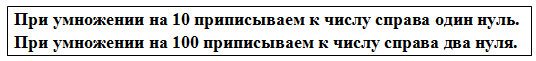 При умножении на 10 приписываем к числу справа один нуль.
При умножении на 100 приписываем к числу справа два нуля.